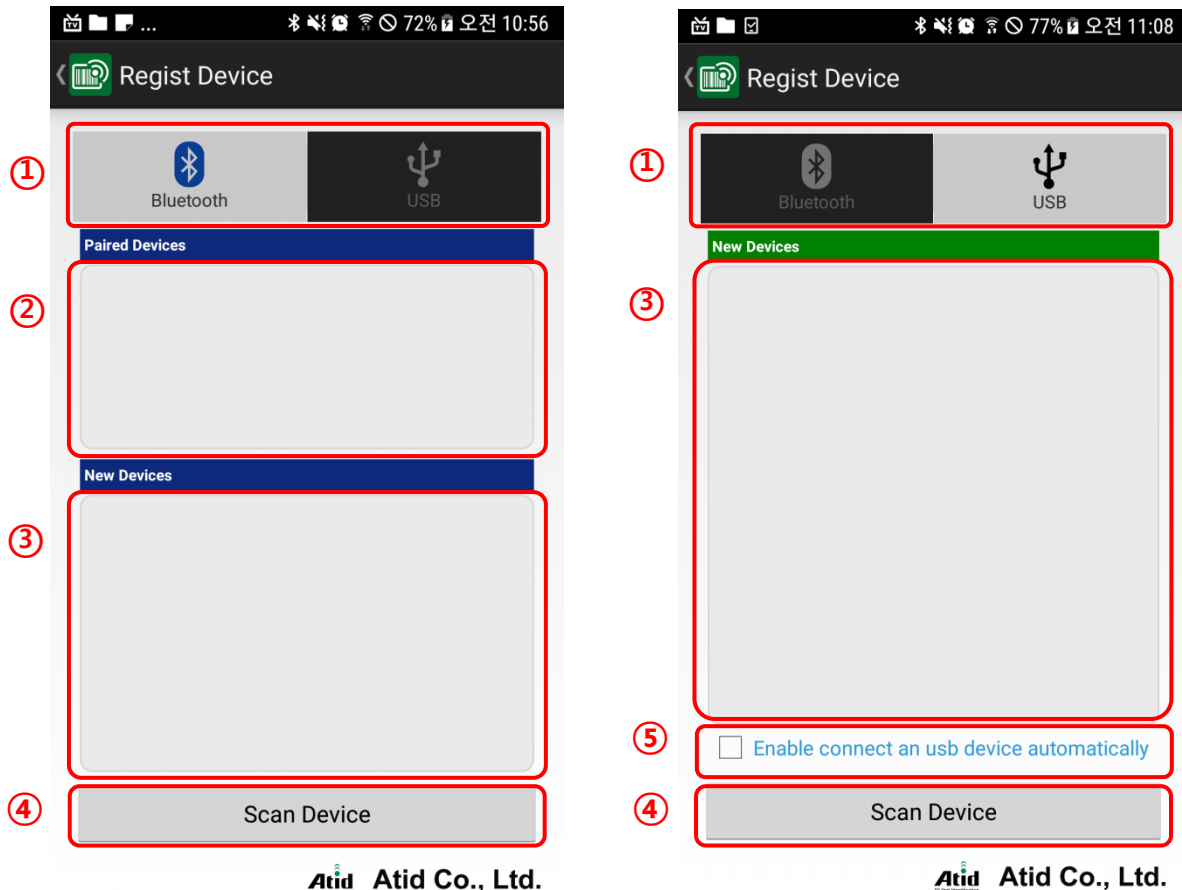 ... 72% 오전 10:56
Regist Device
①
Bluetooth
USB
Paired Devices
②
New Devices
③
Scan Device
④
Atid Atid Co., Ltd.
77% 오전 11:08
Regist Device
①
Bluetooth
USB
New Devices
③
⑤
Enable connect an usb device automatically
Scan Device
④
Atid Atid Co., Ltd.